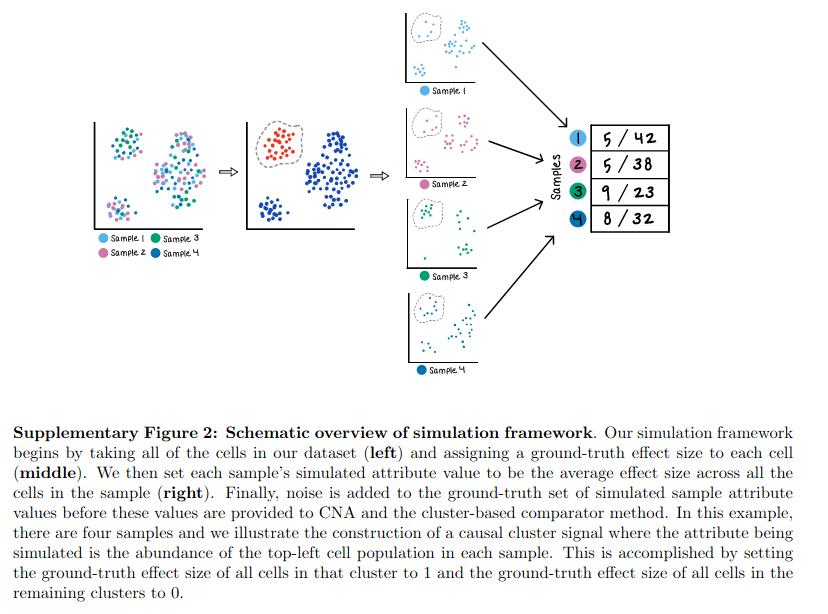 Sample 1
Sample 2
Sample 3
Sample 4
Sample 1 Sample 3
Sample 2 Sample 4
Samples
1 5 / 42
2 5 / 38
3 9 / 23
4 8 / 32
Supplementary Figure 2: Schematic overview of simulation framework. Our simulation framework
begins by taking all of the cells in our dataset (left) and assigning a ground-truth effect size to each cell
(middle). We then set each sample's simulated attribute value to be the average effect size across all the
cells in the sample (right). Finally, noise is added to the ground-truth set of simulated sample attribute
values before these values are provided to CNA and the cluster-based comparator method. In this example,
there are four samples and we illustrate the construction of a causal cluster signal where the attribute being
simulated is the abundance of the top-left cell population in each sample. This is accomplished by setting
the ground-truth effect size of all cells in that cluster to 1 and the ground-truth effect size of all cells in the
remaining clusters to 0.